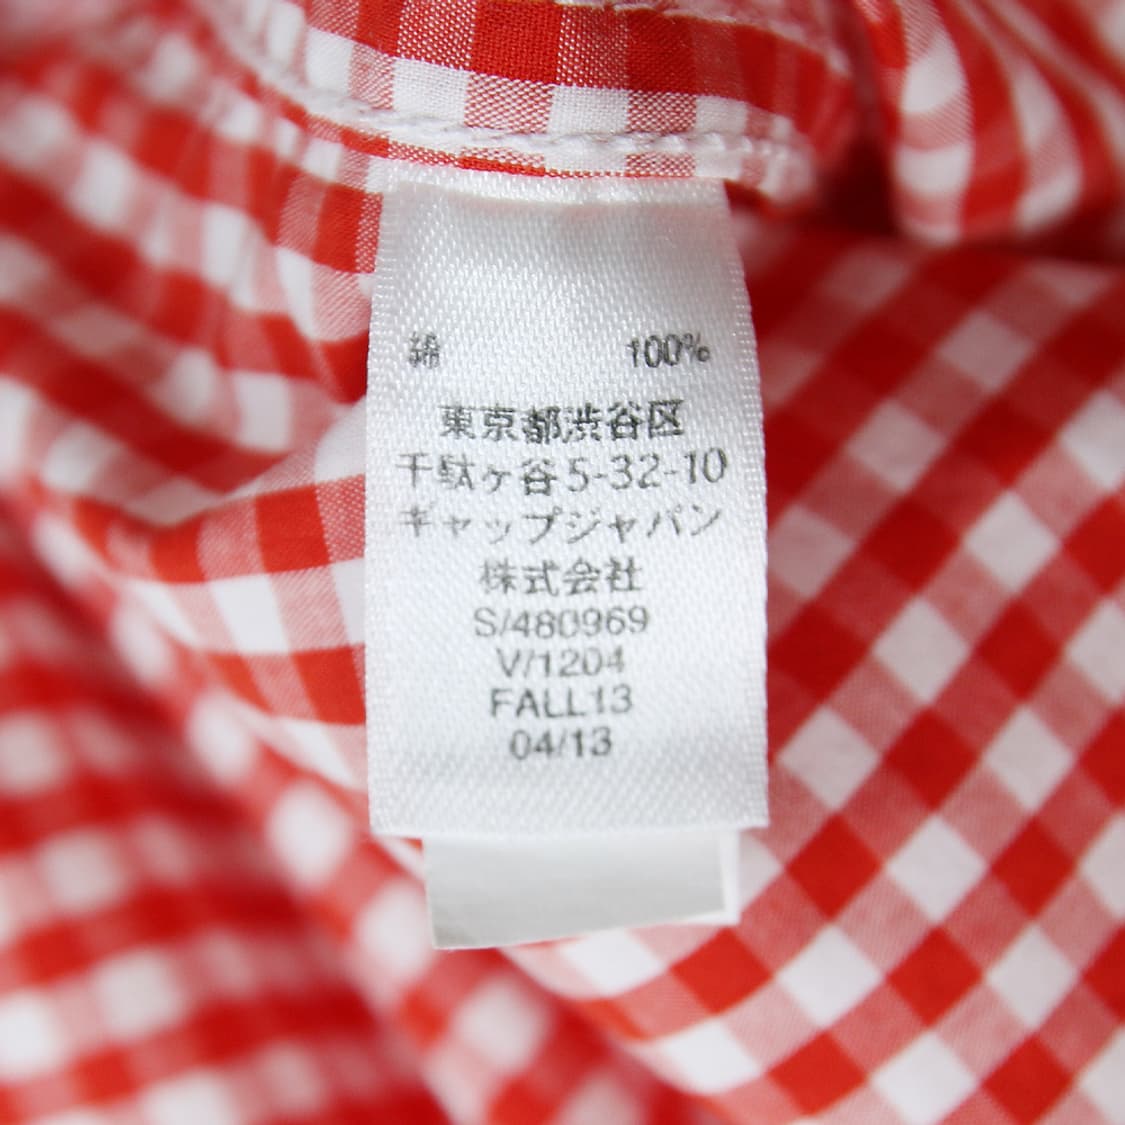 綿 100%
東京都渋谷区
千駄ヶ谷5-32-10
ギャップジャパン
株式会社
S/480969
V/1204
FALL13
04/13